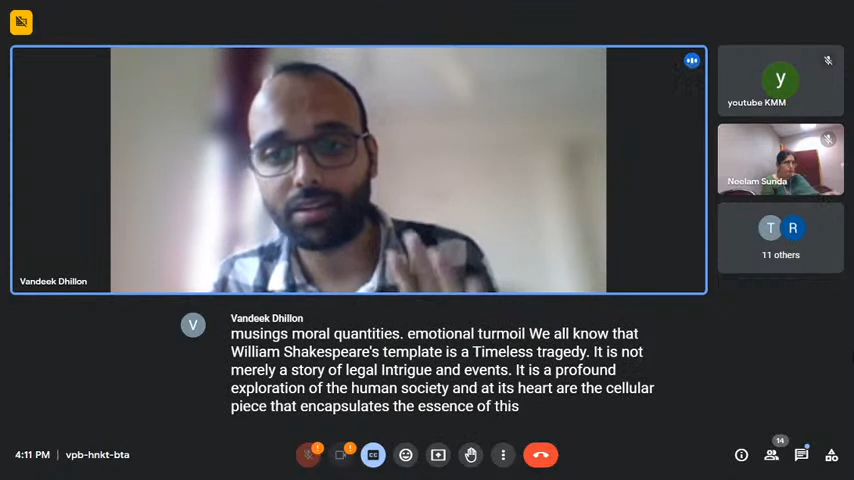 y
youtube KMM
Neelam Sunda
T R
11 others
Vandeek Dhillon
V
Vandeek Dhillon
musings moral quantities. emotional turmoil We all know that
William Shakespeare's template is a Timeless tragedy. It is not
merely a story of legal Intrigue and events. It is a profound
exploration of the human society and at its heart are the cellular
piece that encapsulates the essence of this
4:11 PM | vpb-hnkt-bta
! ! CC 14